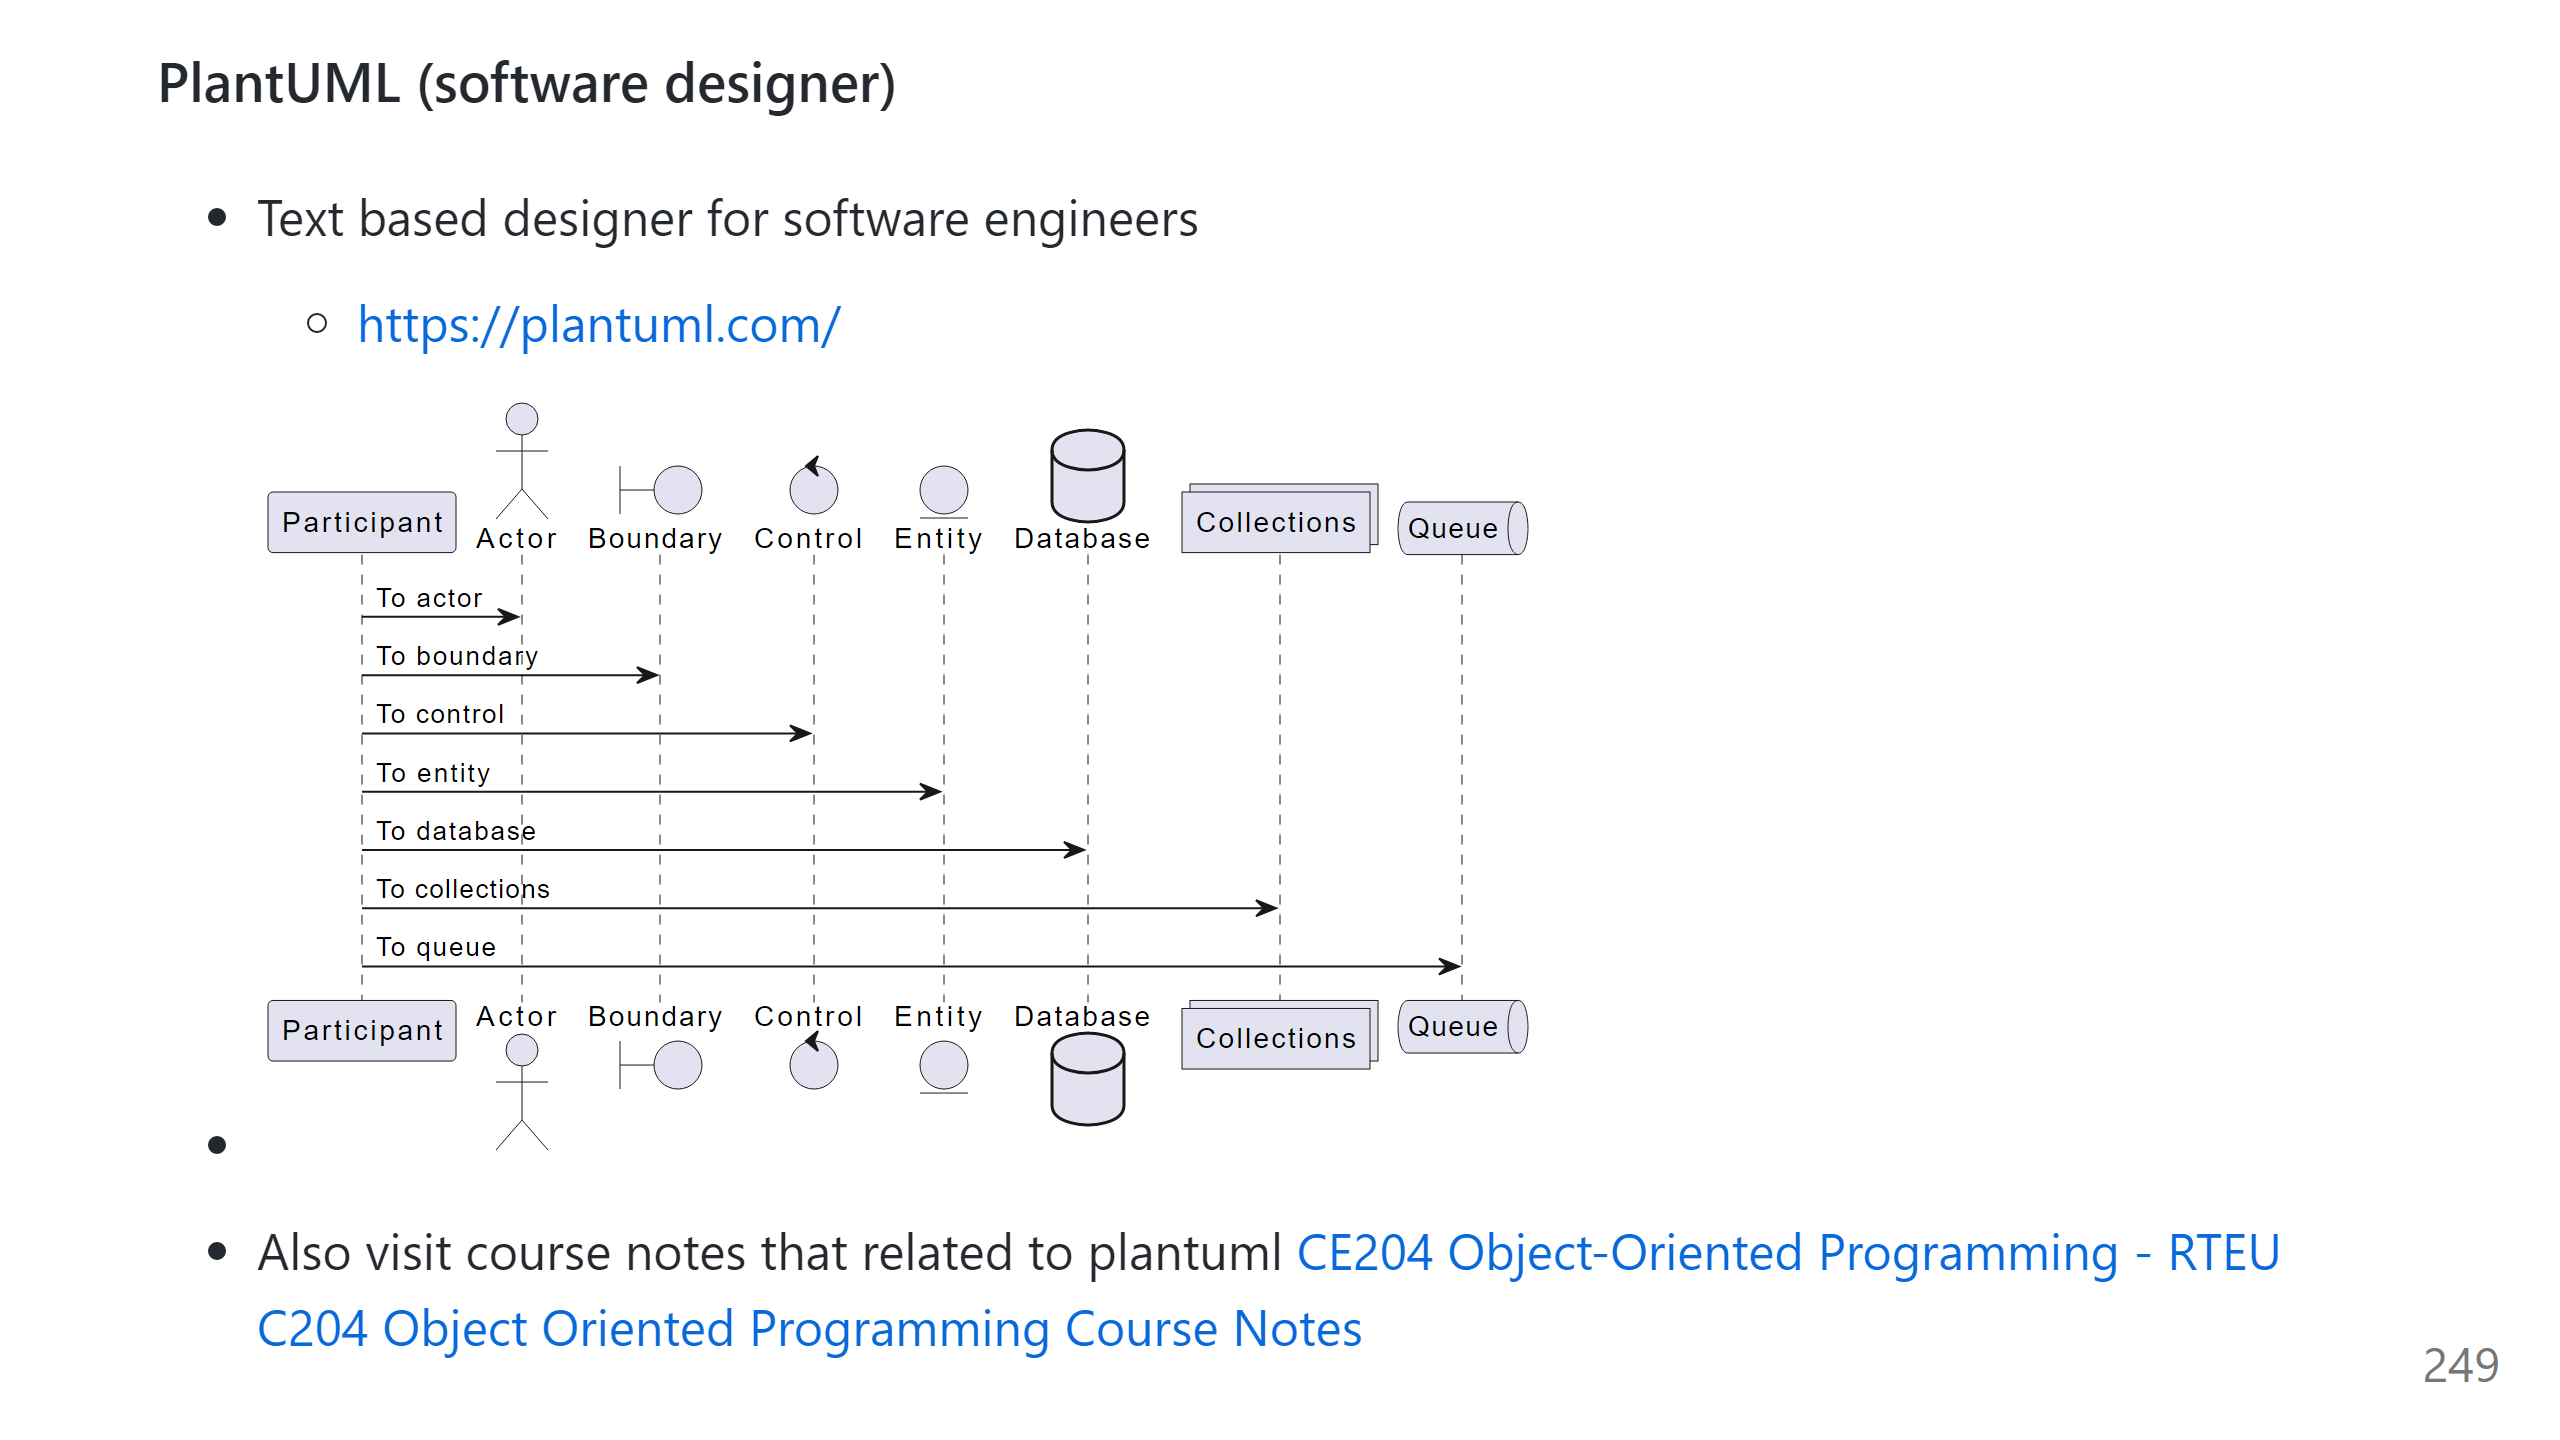 PlantUML (software designer)
Text based designer for software engineers
https://plantuml.com/
Participant Actor Boundary Control Entity Database Collections Queue
To actor
To boundary
To control
To entity
To database
To collections
To queue
Participant Actor Boundary Control Entity Database Collections Queue
Also visit course notes that related to plantuml CE204 Object-Oriented Programming - RTEU
C204 Object Oriented Programming Course Notes
249